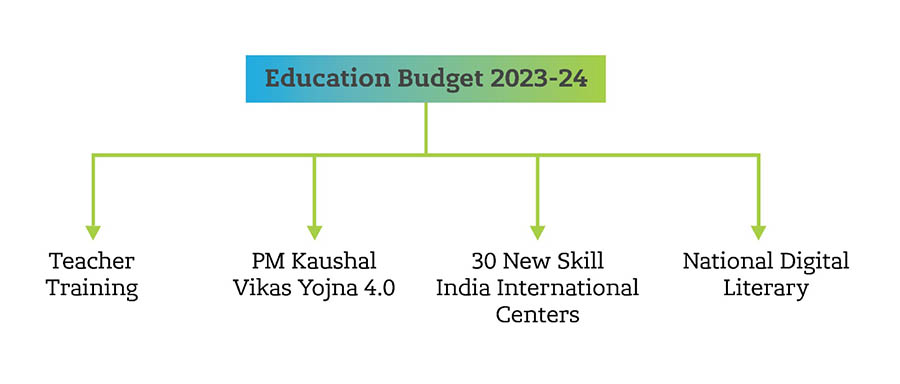 Education Budget 2023-24
Teacher
Training
PM Kaushal
Vikas Yojna 4.0
30 New Skill
India International
Centers
National Digital
Literary